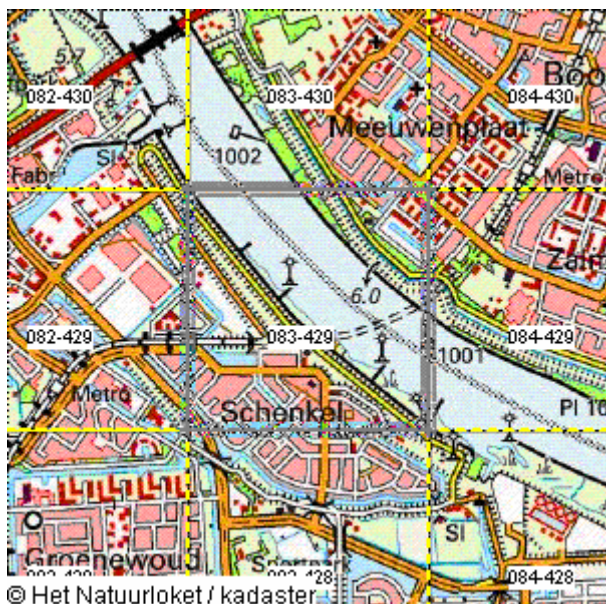 5.7
Boo
082-430
083-430
084-430
Meeuwenplaat
1002
Sl
Fabr
Metro
Zalm
6.0
082-429
083-429
084-429
1001
Metro
Schenkel
Pl 10
Sl
Groenewoud
Sportpark
084-428
© Het Natuurloket / kadaster